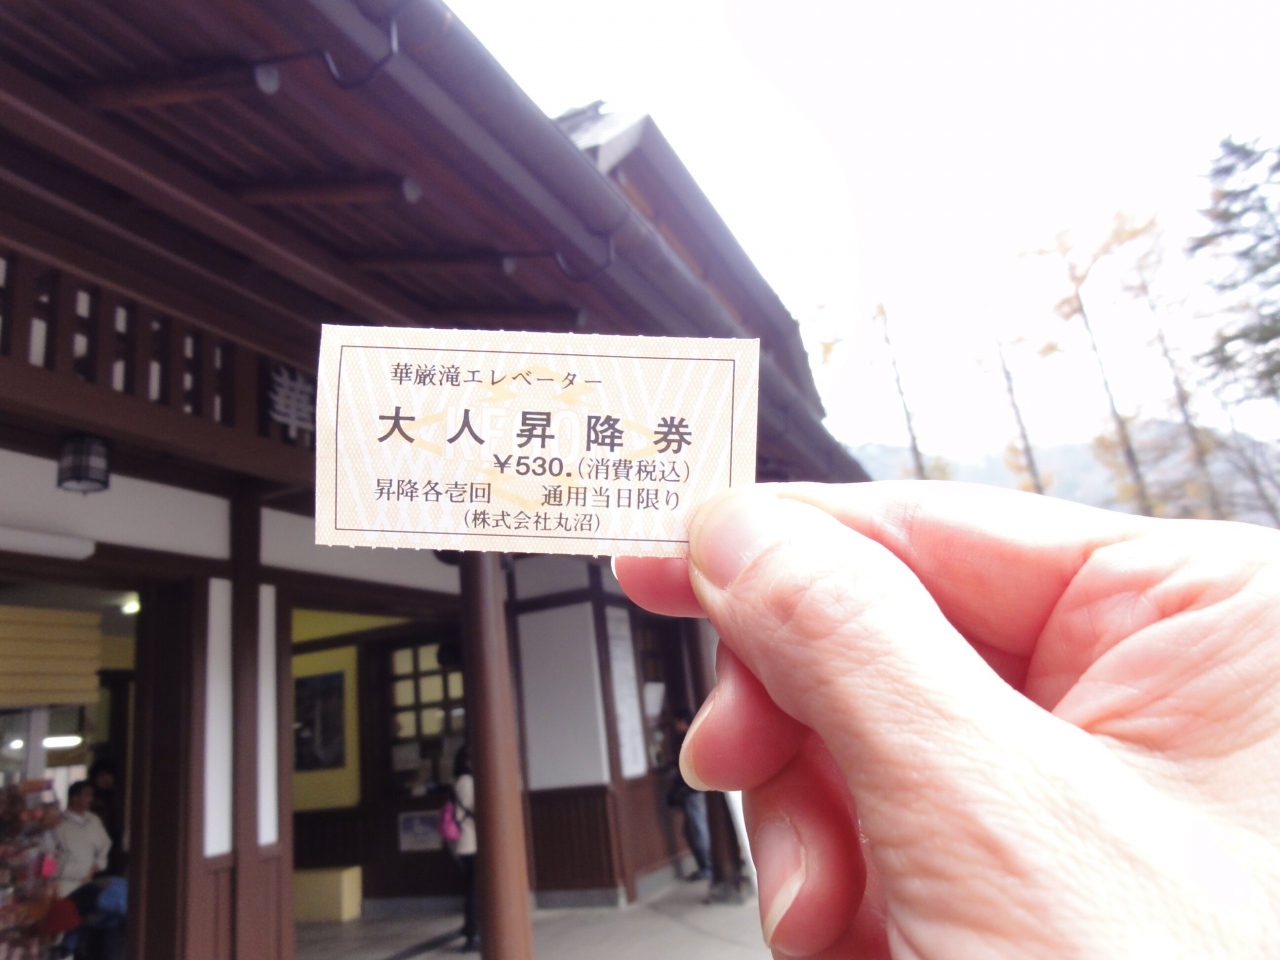 華厳滝エレベーター
大人昇降券
¥530.(消費税込)
昇降各壱回 通用当日限り
(株式会社丸沼)
華